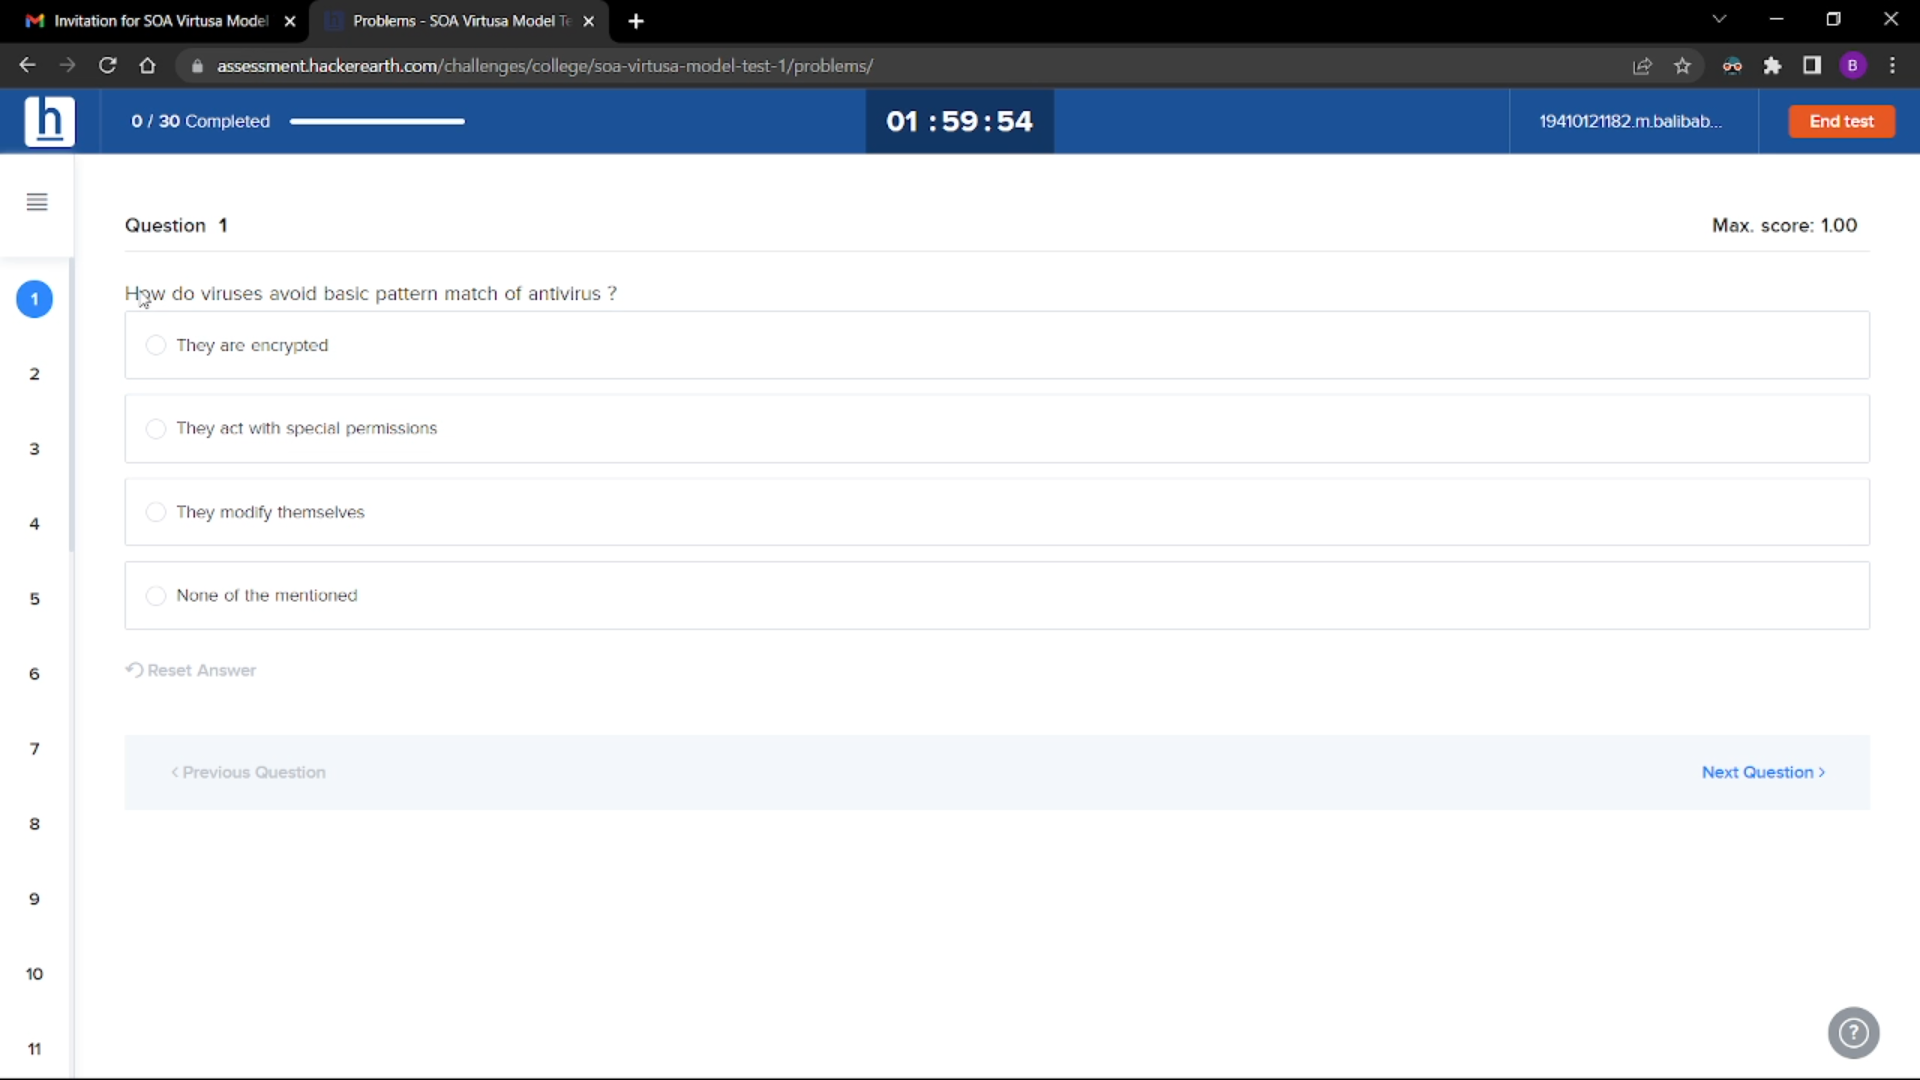 Invitation for SOA Virtusa Model
Problems - SOA Virtusa Model Te
assessment.hackerearth.com/challenges/college/soa-virtusa-model-test-1/problems/
B
h
0 / 30 Completed
01 : 59 : 54
19410121182.m.balibab...
End test
Question 1
Max. score: 1.00
How do viruses avoid basic pattern match of antivirus ?
They are encrypted
They act with special permissions
They modify themselves
None of the mentioned
Reset Answer
< Previous Question
Next Question >
1
2
3
4
5
6
7
8
9
10
11
?